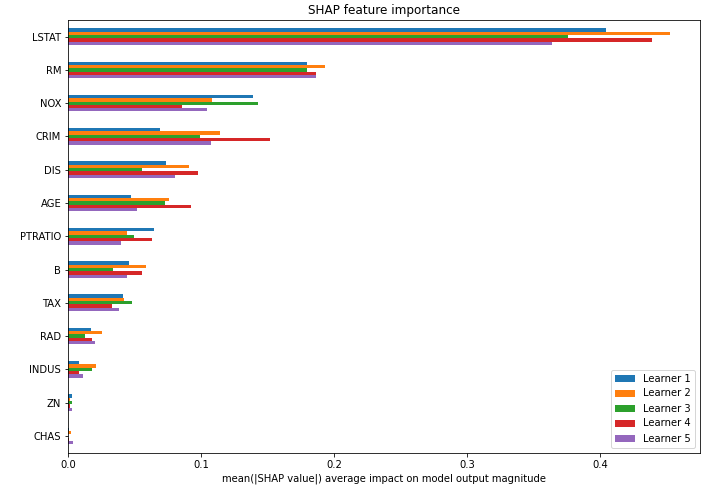 SHAP feature importance
LSTAT
RM
NOX
CRIM
DIS
AGE
PTRATIO
B
TAX
RAD
INDUS
ZN
CHAS
Learner 1
Learner 2
Learner 3
Learner 4
Learner 5
0.0 0.1 0.2 0.3 0.4
mean(|SHAP value|) average impact on model output magnitude